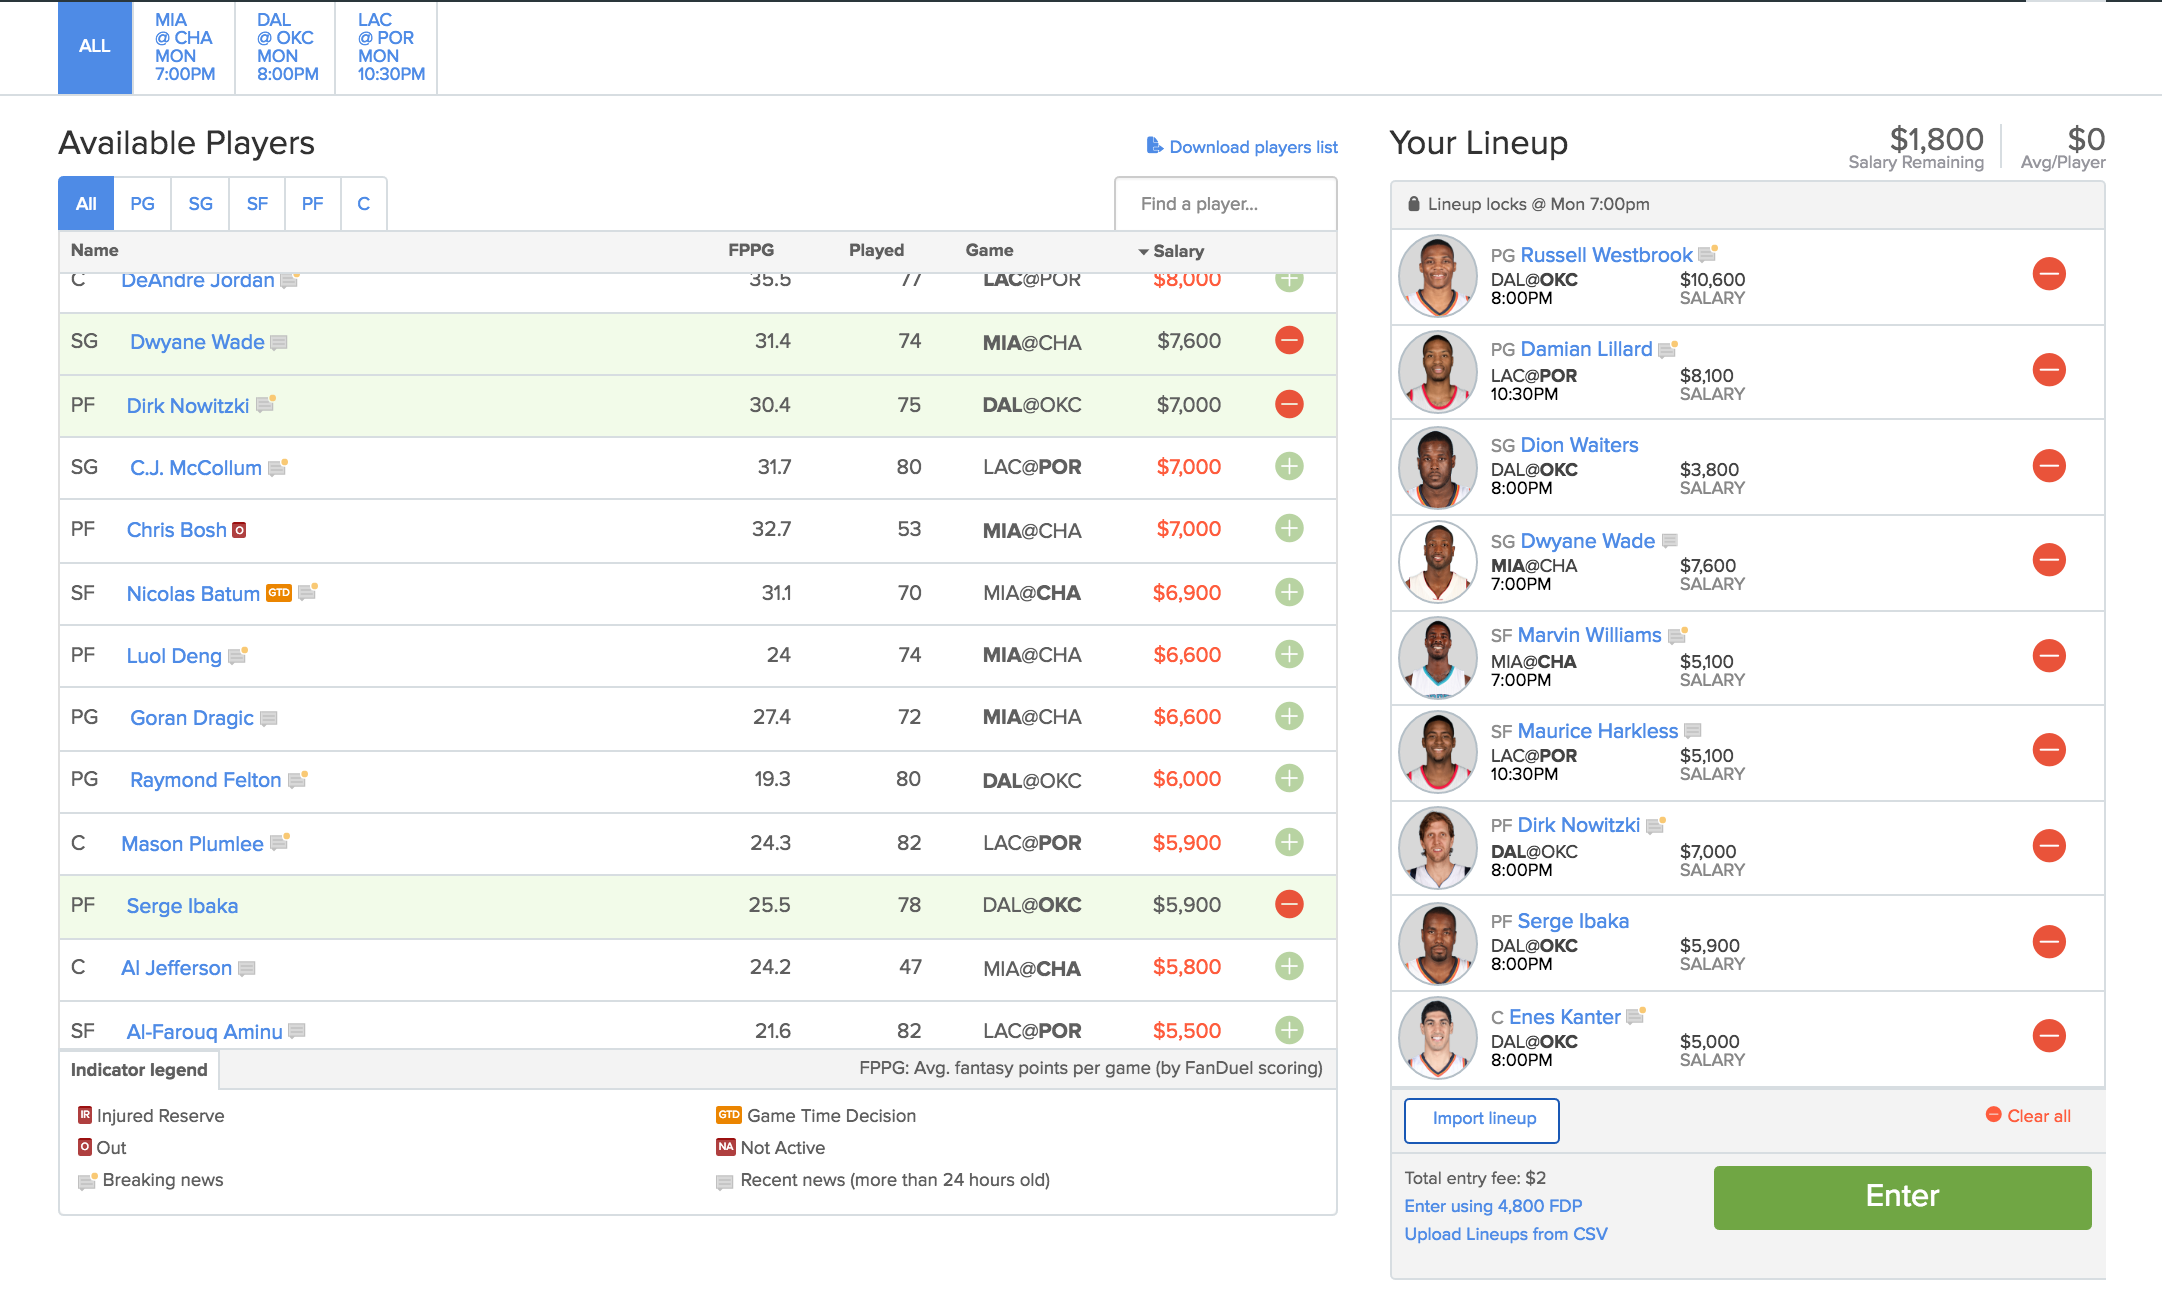 ALL
MIA
@ CHA
MON
7:00PM
DAL
@ OKC
MON
8:00PM
LAC
@ POR
MON
10:30PM
Available Players
Download players list
All PG SG SF PF C
Find a player...
Name FPPG Played Game Salary
C DeAndre Jordan 35.5 77 LAC@POR $8,000
SG Dwyane Wade 31.4 74 MIA@CHA $7,600
PF Dirk Nowitzki 30.4 75 DAL@OKC $7,000
SG C.J. McCollum 31.7 80 LAC@POR $7,000
PF Chris Bosh O 32.7 53 MIA@CHA $7,000
SF Nicolas Batum GTD 31.1 70 MIA@CHA $6,900
PF Luol Deng 24 74 MIA@CHA $6,600
PG Goran Dragic 27.4 72 MIA@CHA $6,600
PG Raymond Felton 19.3 80 DAL@OKC $6,000
C Mason Plumlee 24.3 82 LAC@POR $5,900
PF Serge Ibaka 25.5 78 DAL@OKC $5,900
C Al Jefferson 24.2 47 MIA@CHA $5,800
SF Al-Farouq Aminu 21.6 82 LAC@POR $5,500
Indicator legend
FPPG: Avg. fantasy points per game (by FanDuel scoring)
IR Injured Reserve
GTD Game Time Decision
O Out
NA Not Active
Breaking news
Recent news (more than 24 hours old)
Your Lineup
$1,800
Salary Remaining
$0
Avg/Player
Lineup locks @ Mon 7:00pm
PG Russell Westbrook
DAL@OKC $10,600
8:00PM SALARY
PG Damian Lillard
LAC@POR $8,100
10:30PM SALARY
SG Dion Waiters
DAL@OKC $3,800
8:00PM SALARY
SG Dwyane Wade
MIA@CHA $7,600
7:00PM SALARY
SF Marvin Williams
MIA@CHA $5,100
7:00PM SALARY
SF Maurice Harkless
LAC@POR $5,100
10:30PM SALARY
PF Dirk Nowitzki
DAL@OKC $7,000
8:00PM SALARY
PF Serge Ibaka
DAL@OKC $5,900
8:00PM SALARY
C Enes Kanter
DAL@OKC $5,000
8:00PM SALARY
Import lineup
Clear all
Total entry fee: $2
Enter using 4,800 FDP
Upload Lineups from CSV
Enter